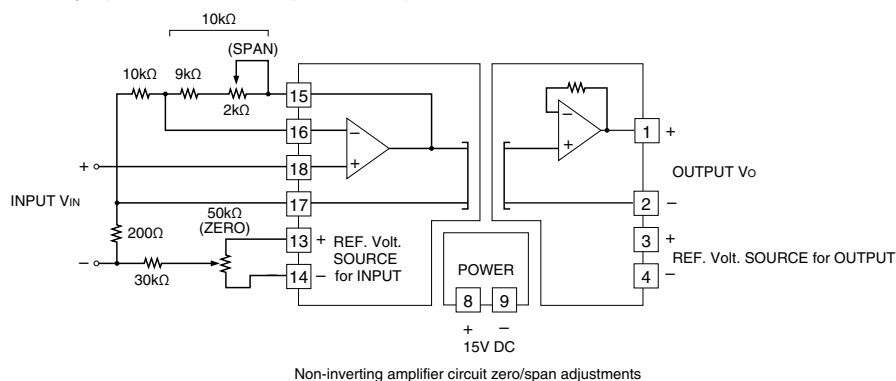 10kΩ
(SPAN)
10kΩ
9kΩ
2kΩ
15
16
18
17
13
14
+
INPUT VIN
−
200Ω
50kΩ
(ZERO)
30kΩ
−
+
+
−
REF. Volt.
SOURCE
for INPUT
POWER
8
9
+
−
15V DC
−
+
1
+
OUTPUT VO
2
−
3
+
REF. Volt. SOURCE for OUTPUT
4
−
Non-inverting amplifier circuit zero/span adjustments